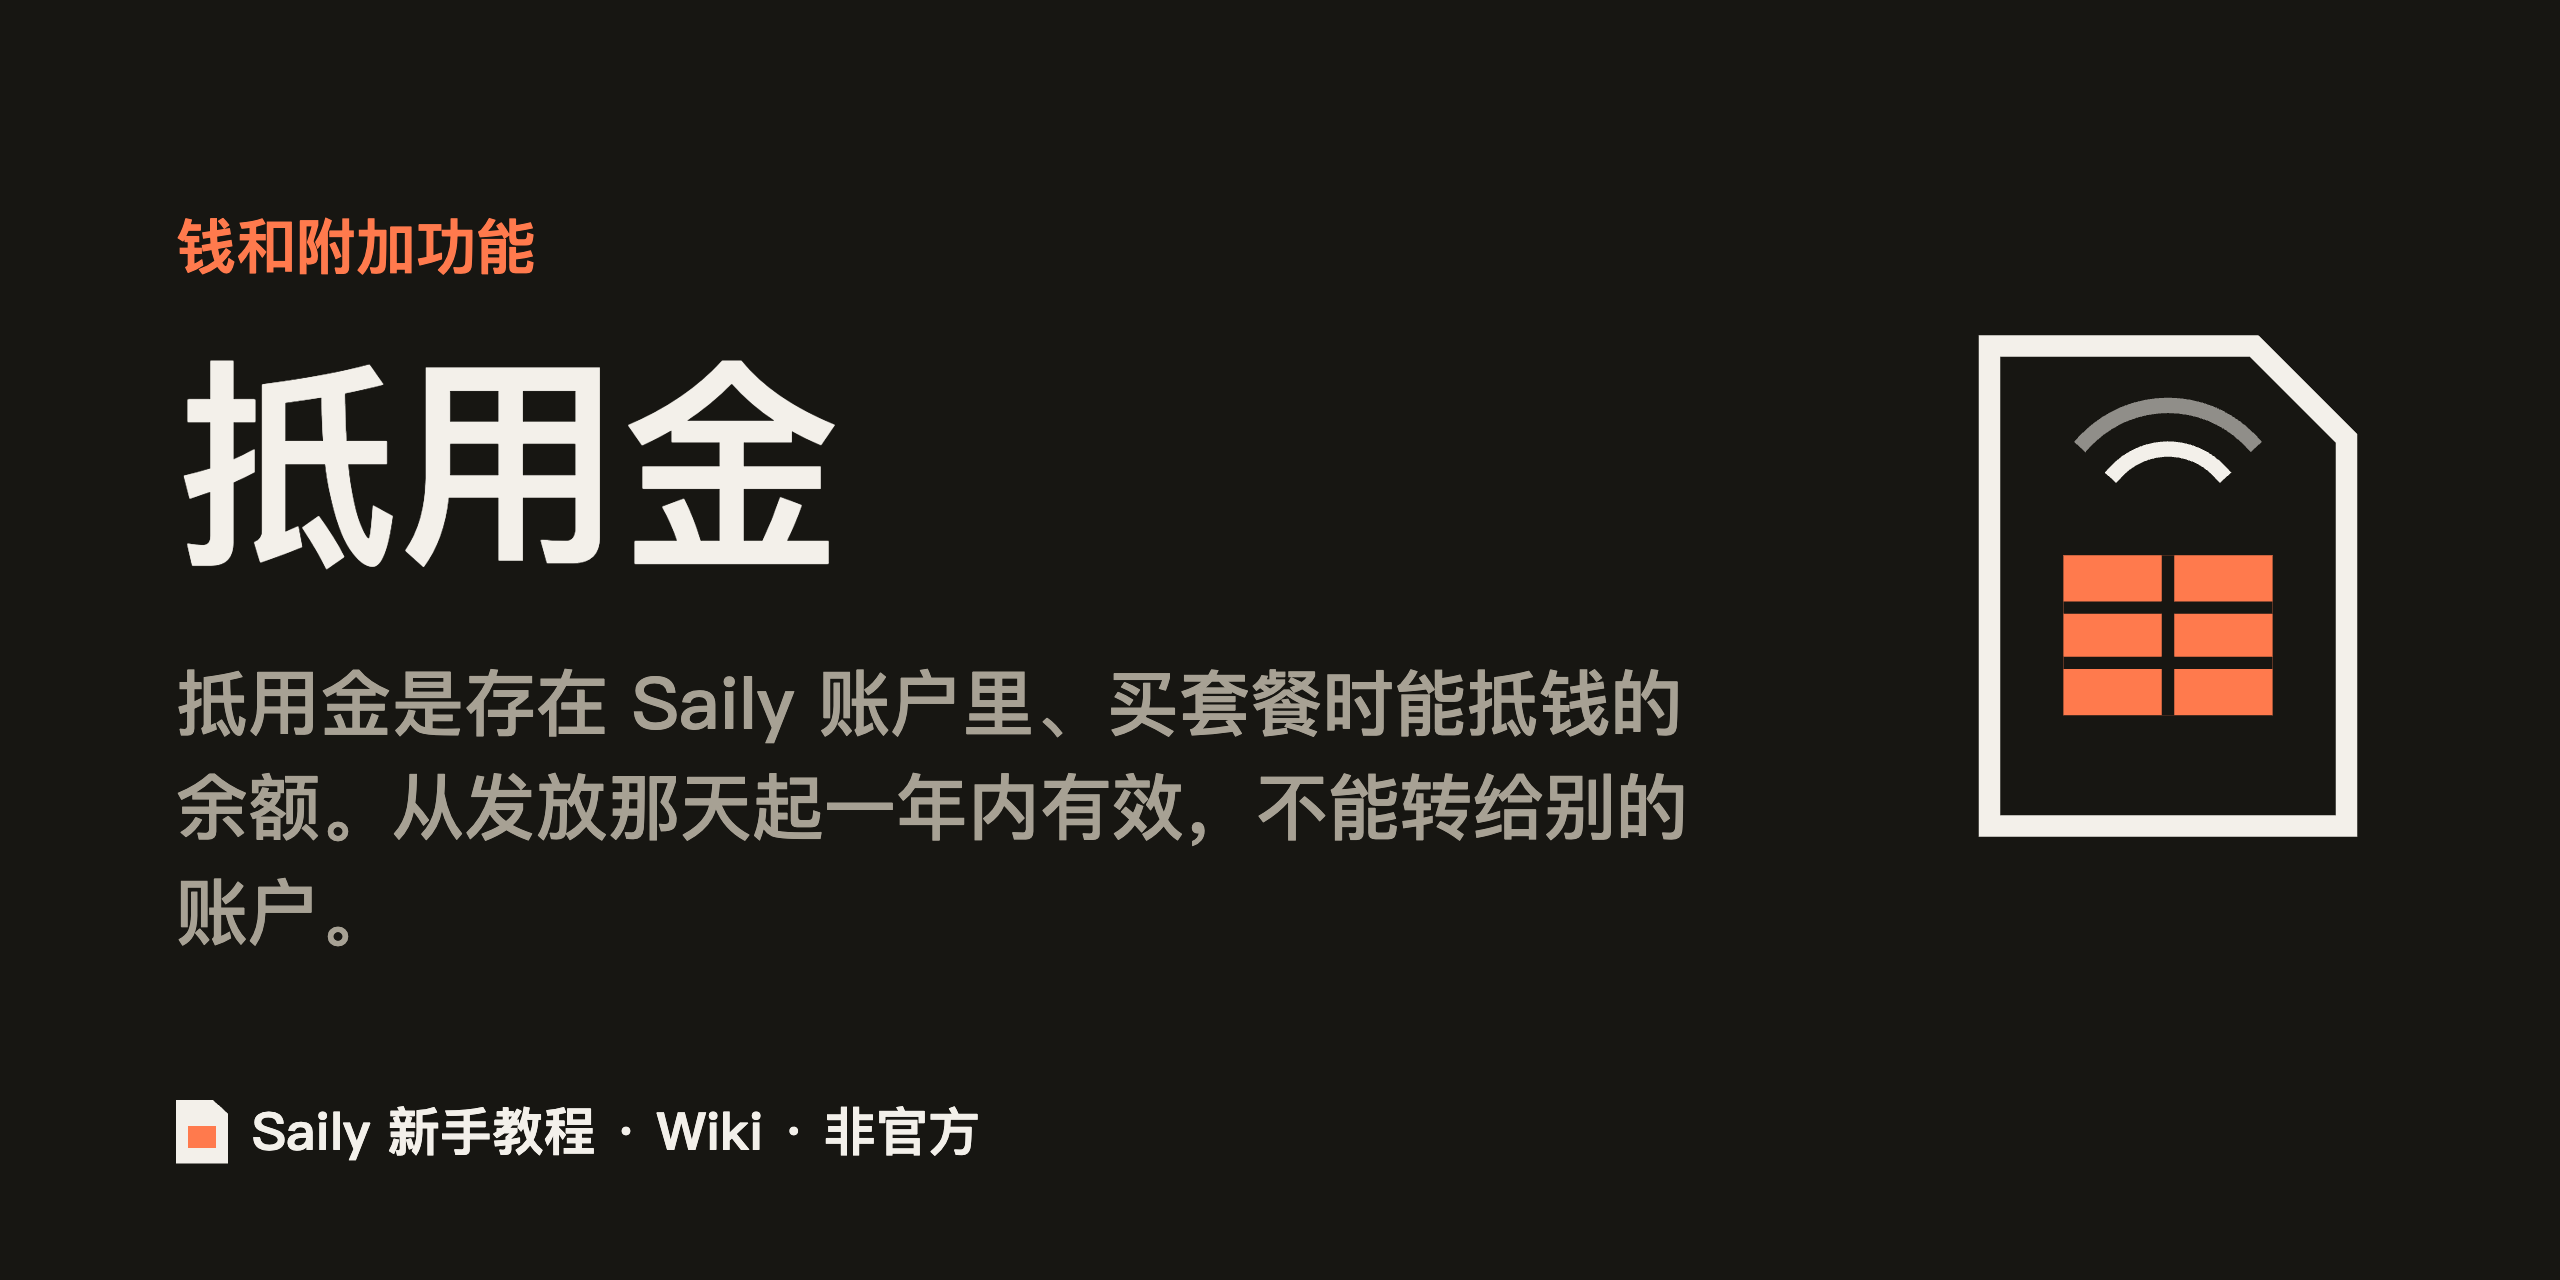 钱和附加功能
抵用金
抵用金是存在 Saily 账户里、买套餐时能抵钱的
余额。从发放那天起一年内有效，不能转给别的
账户。
Saily 新手教程 · Wiki · 非官方